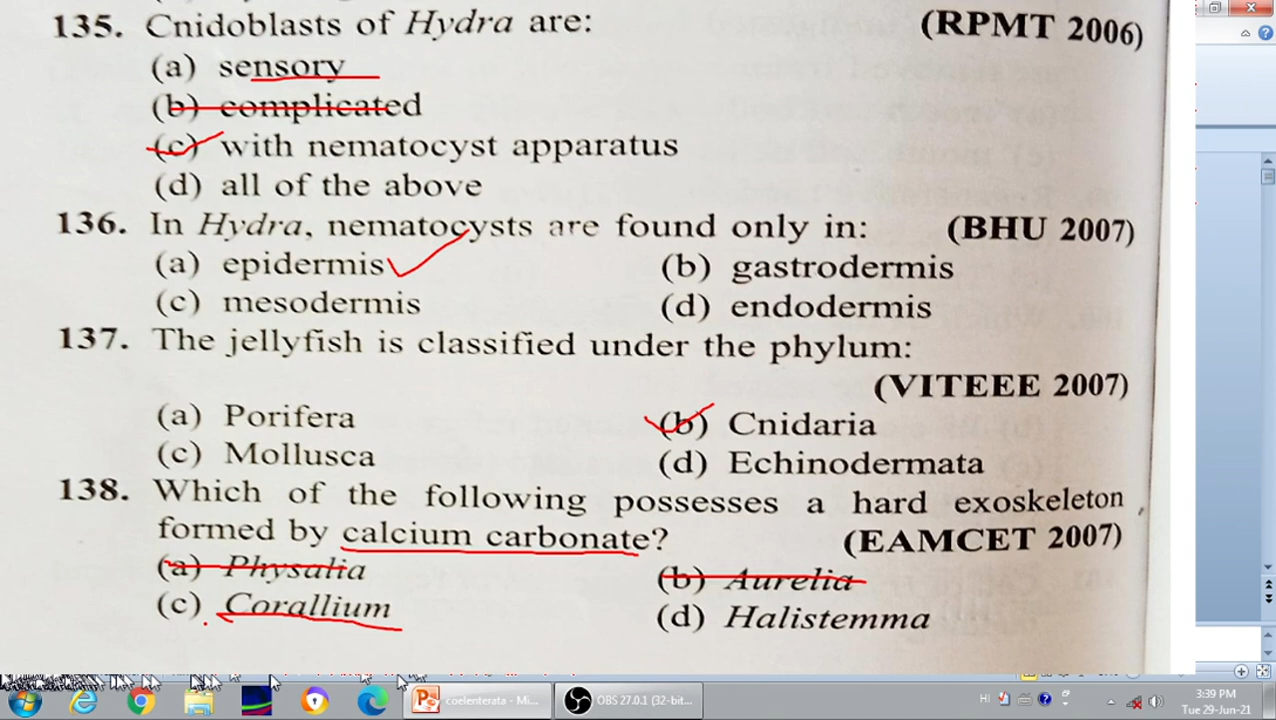 135. Cnidoblasts of Hydra are: (RPMT 2006)
(a) sensory
(b) complicated
(c) with nematocyst apparatus
(d) all of the above
136. In Hydra, nematocysts are found only in: (BHU 2007)
(a) epidermis (b) gastrodermis
(c) mesodermis (d) endodermis
137. The jellyfish is classified under the phylum:
(VITEEE 2007)
(a) Porifera (b) Cnidaria
(c) Mollusca (d) Echinodermata
138. Which of the following possesses a hard exoskeleton
formed by calcium carbonate? (EAMCET 2007)
(a) Physalia (b) Aurelia
(c) Corallium (d) Halistemma
coelenterata - Mi... OBS 27.0.1 (32-bit... HI 3:39 PM
Tue 29-Jun-21